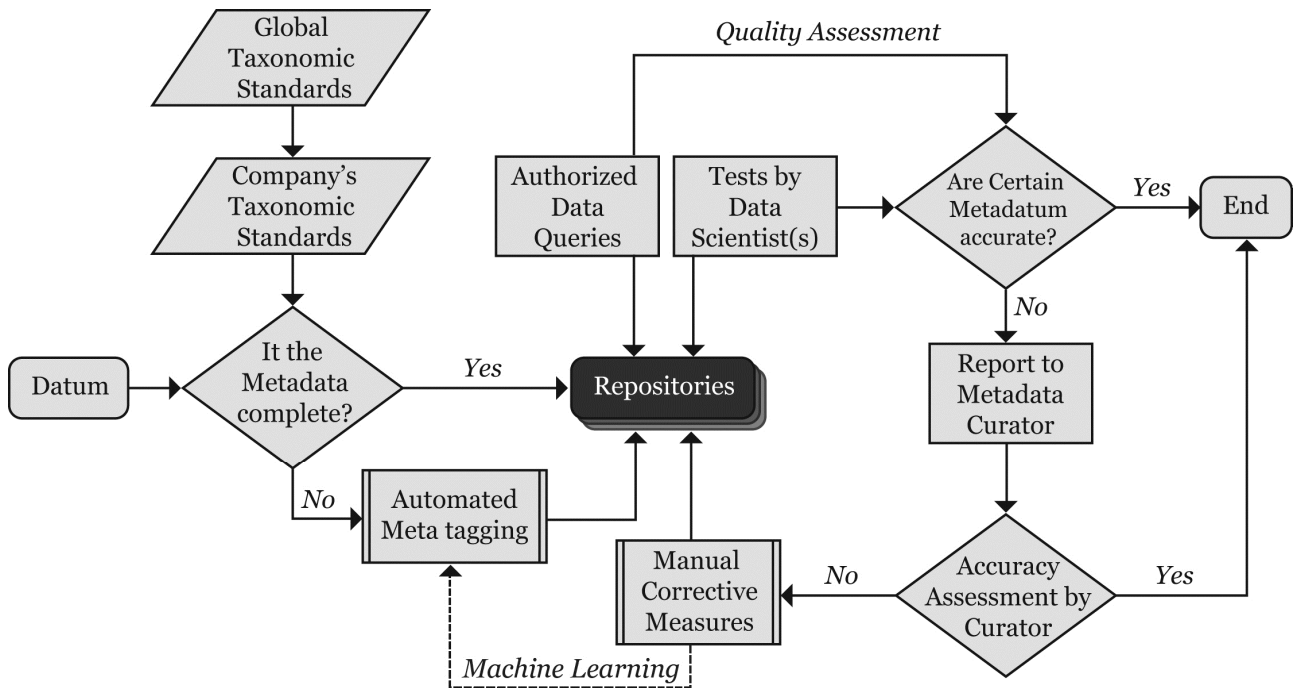 Global
Taxonomic
Standards
Company's
Taxonomic
Standards
Datum
It the
Metadata
complete?
Yes
No
Automated
Meta tagging
Repositories
Authorized
Data
Queries
Tests by
Data
Scientist(s)
Quality Assessment
Are Certain
Metadatum
accurate?
Yes
End
No
Report to
Metadata
Curator
Accuracy
Assessment by
Curator
Yes
No
Manual
Corrective
Measures
Machine Learning